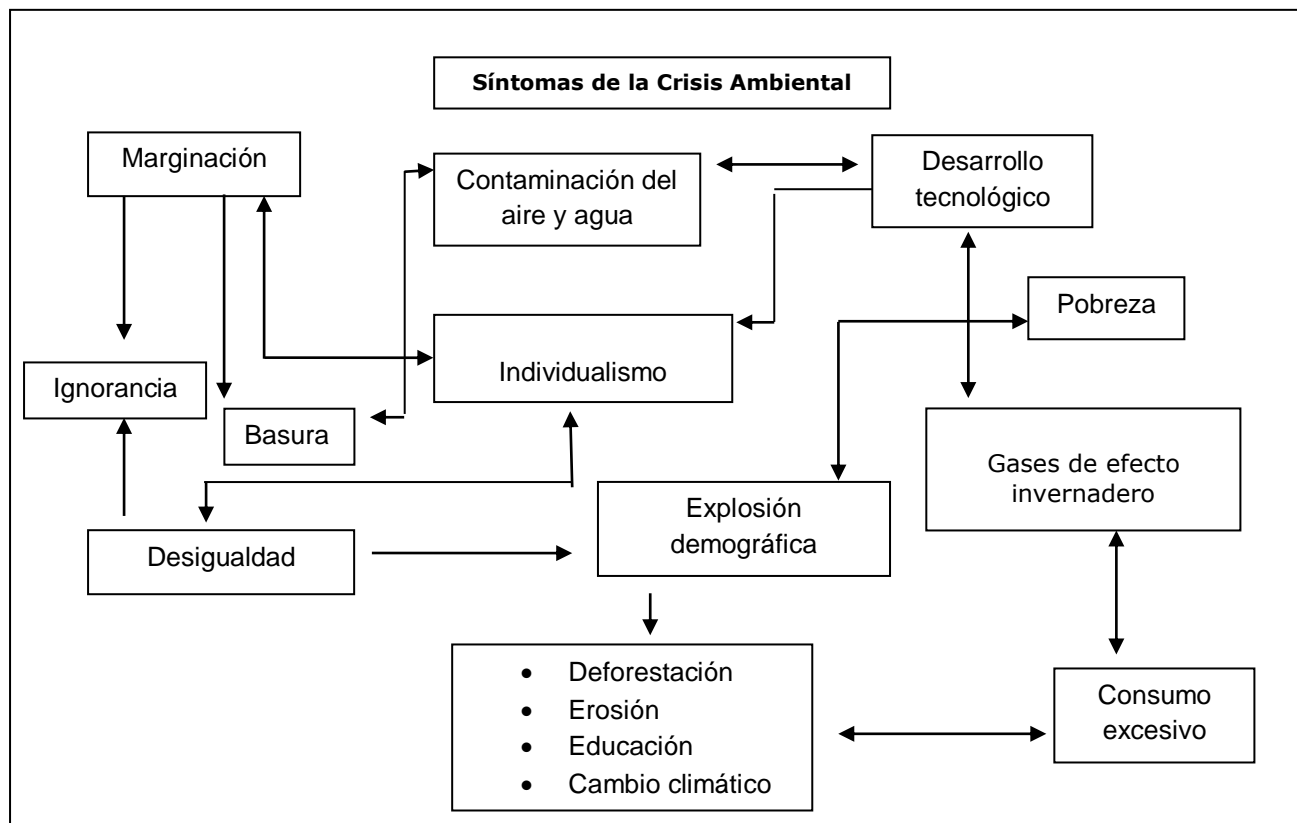 Síntomas de la Crisis Ambiental
Marginación
Contaminación del
aire y agua
Desarrollo
tecnológico
Pobreza
Individualismo
Ignorancia
Basura
Gases de efecto
invernadero
Explosión
demográfica
Desigualdad
• Deforestación
• Erosión
• Educación
• Cambio climático
Consumo
excesivo